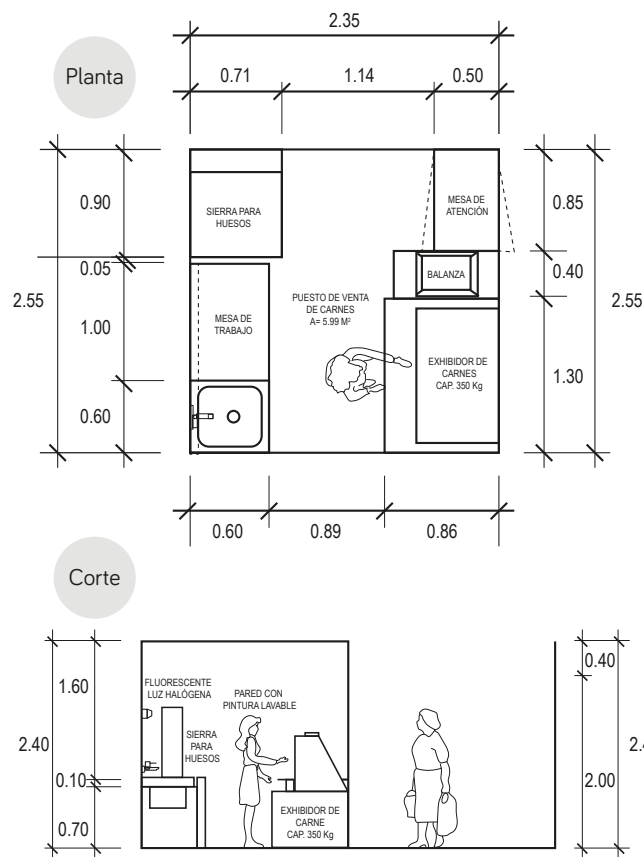 2.35
Planta
0.71
1.14
0.50
0.90
0.05
2.55
1.00
0.60
SIERRA PARA
HUESOS
MESA DE
TRABAJO
PUESTO DE VENTA
DE CARNES
A= 5.99 M²
MESA DE
ATENCIÓN
BALANZA
EXHIBIDOR DE
CARNES
CAP. 350 Kg
0.85
0.40
2.55
1.30
0.60
0.89
0.86
Corte
1.60
2.40
0.10
0.70
FLUORESCENTE
LUZ HALÓGENA
PARED CON
PINTURA LAVABLE
SIERRA
PARA
HUESOS
EXHIBIDOR DE
CARNE
CAP. 350 Kg
0.40
2.00